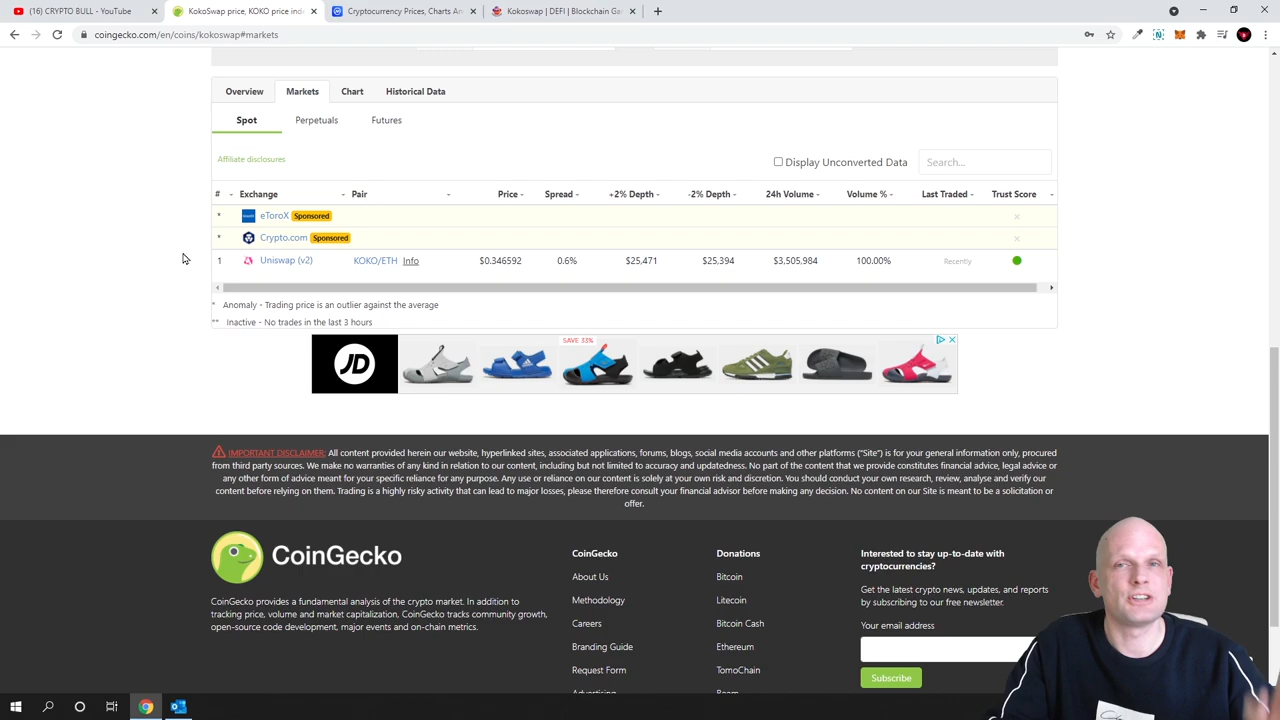 (16) CRYPTO BULL - YouTube
KokoSwap price, KOKO price ind
Cryptocurrency Prices, Charts An
Kokoswap | DEFI | Blockchain Ga
coingecko.com/en/coins/kokoswap#markets
Overview Markets Chart Historical Data
Spot Perpetuals Futures
Affiliate disclosures
Display Unconverted Data Search...
# Exchange Pair Price Spread +2% Depth -2% Depth 24h Volume Volume % Last Traded Trust Score
* eToroX Sponsored
* Crypto.com Sponsored
1 Uniswap (v2) KOKO/ETH Info $0.346592 0.6% $25,471 $25,394 $3,505,984 100.00% Recently
* Anomaly - Trading price is an outlier against the average
** Inactive - No trades in the last 3 hours
JD
SAVE 33%
IMPORTANT DISCLAIMER: All content provided herein our website, hyperlinked sites, associated applications, forums, blogs, social media accounts and other platforms ("Site") is for your general information only, procured
from third party sources. We make no warranties of any kind in relation to our content, including but not limited to accuracy and updatedness. No part of the content that we provide constitutes financial advice, legal advice or
any other form of advice meant for your specific reliance for any purpose. Any use or reliance on our content is solely at your own risk and discretion. You should conduct your own research, review, analyse and verify our
content before relying on them. Trading is a highly risky activity that can lead to major losses, please therefore consult your financial advisor before making any decision. No content on our Site is meant to be a solicitation or
offer.
CoinGecko
CoinGecko provides a fundamental analysis of the crypto market. In addition to
tracking price, volume and market capitalization, CoinGecko tracks community growth,
open-source code development, major events and on-chain metrics.
CoinGecko
About Us
Methodology
Careers
Branding Guide
Request Form
Advertising
Donations
Bitcoin
Litecoin
Bitcoin Cash
Ethereum
TomoChain
Interested to stay up-to-date with
cryptocurrencies?
Get the latest crypto news, updates, and reports
by subscribing to our free newsletter.
Your email address
Subscribe